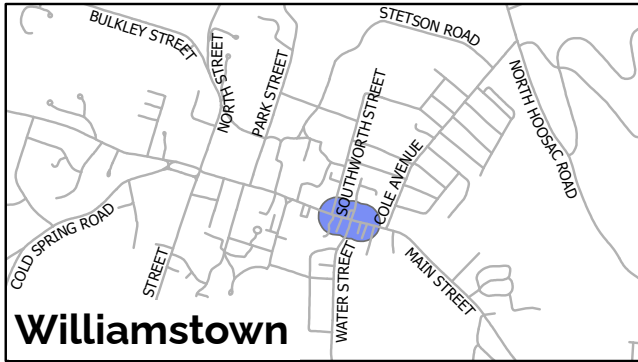 BULKLEY STREET
NORTH STREET
PARK STREET
STETSON ROAD
SOUTHWORTH STREET
COLE AVENUE
NORTH HOOSAC ROAD
COLD SPRING ROAD
STREET
WATER STREET
MAIN STREET
Williamstown